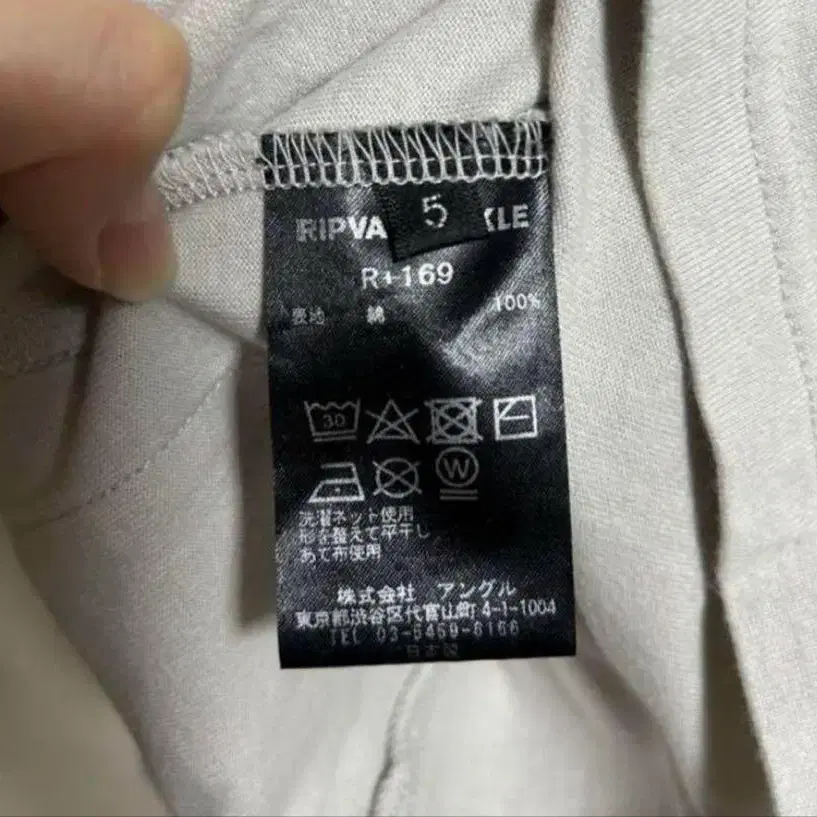 5
RIPVA KLE
R+169
表地 綿 100%
30
W
洗濯ネット使用
形を整えて平干し
あて布使用
株式会社 アングル
東京都渋谷区代官山町4-1-1004
TEL 03-6459-6166
日本製